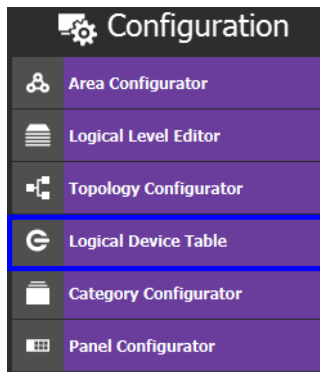 Configuration
Area Configurator
Logical Level Editor
Topology Configurator
Logical Device Table
Category Configurator
Panel Configurator